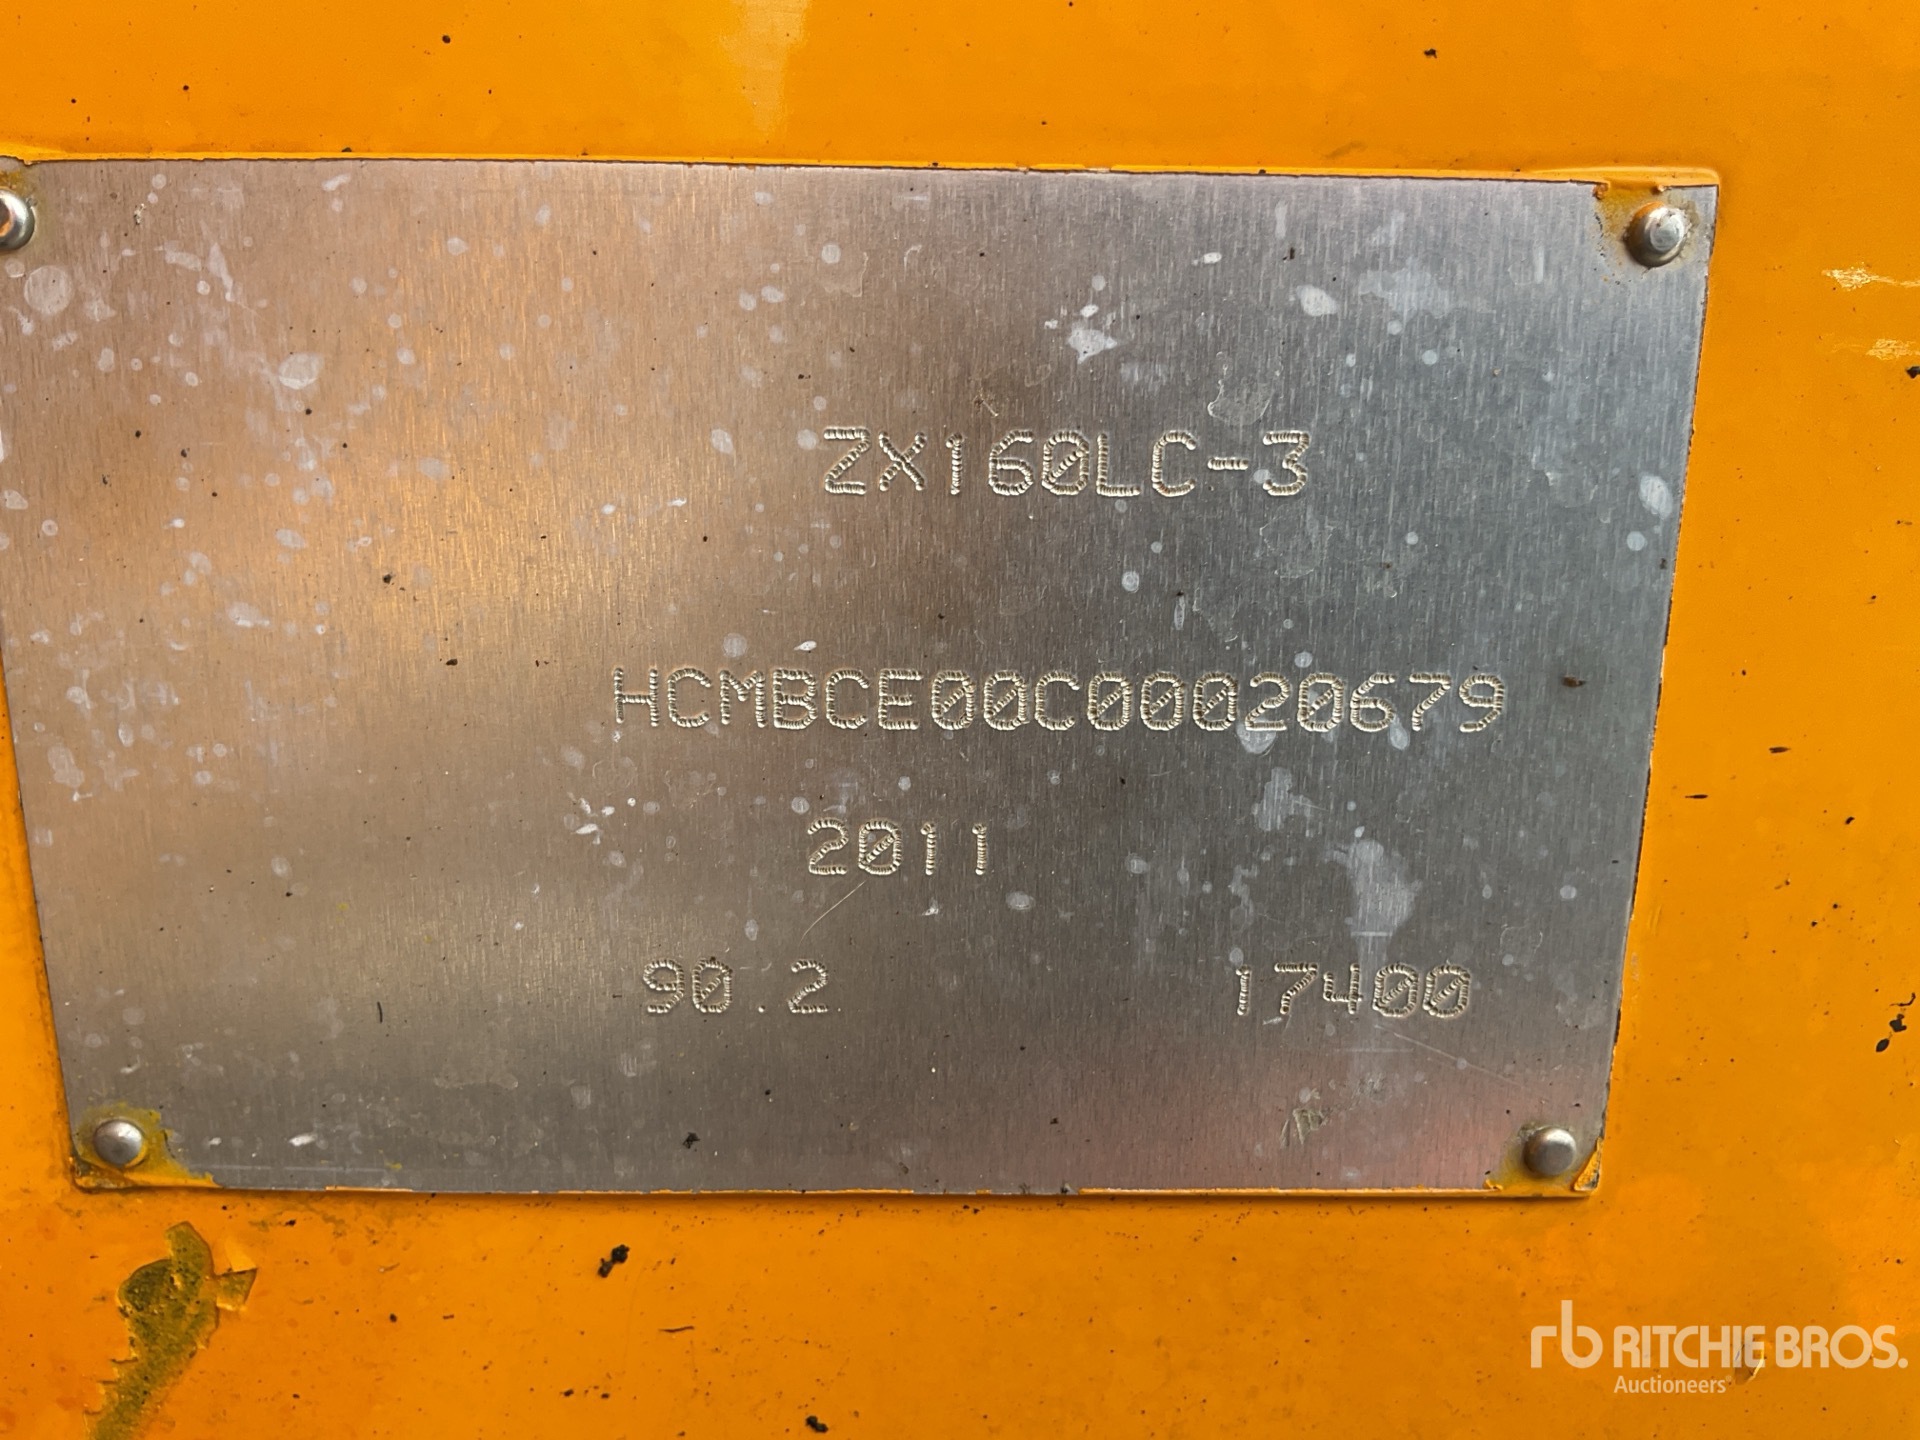 ZX160LC-3
HCMBCE00C00020679
2011
90.2 17400
rb RITCHIE BROS.
Auctioneers